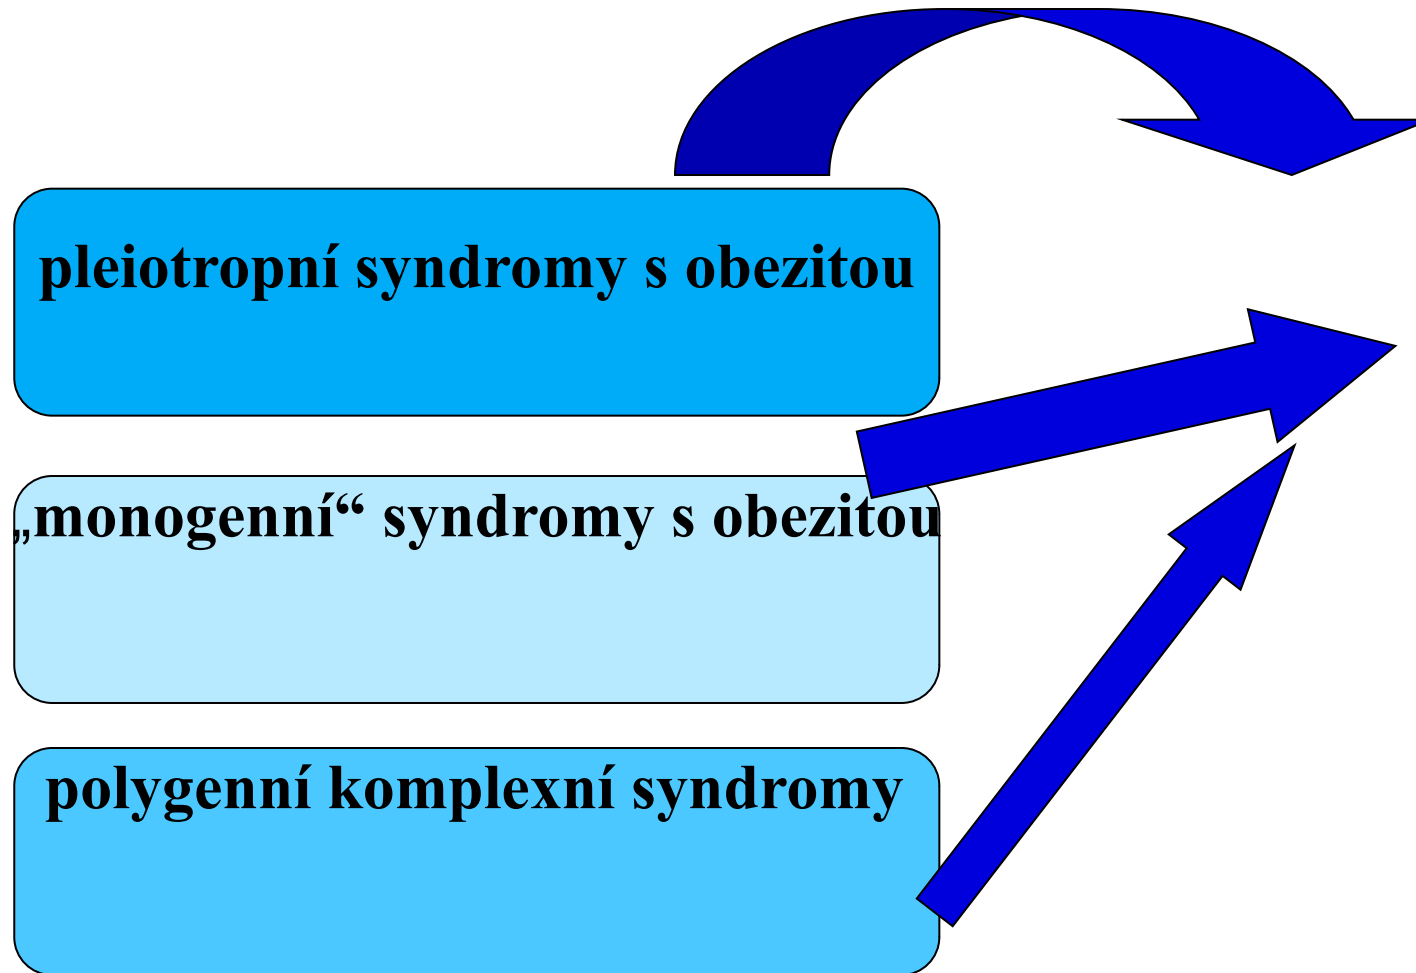 pleiotropní syndromy s obezitou
„monogenní“ syndromy s obezitou
polygenní komplexní syndromy